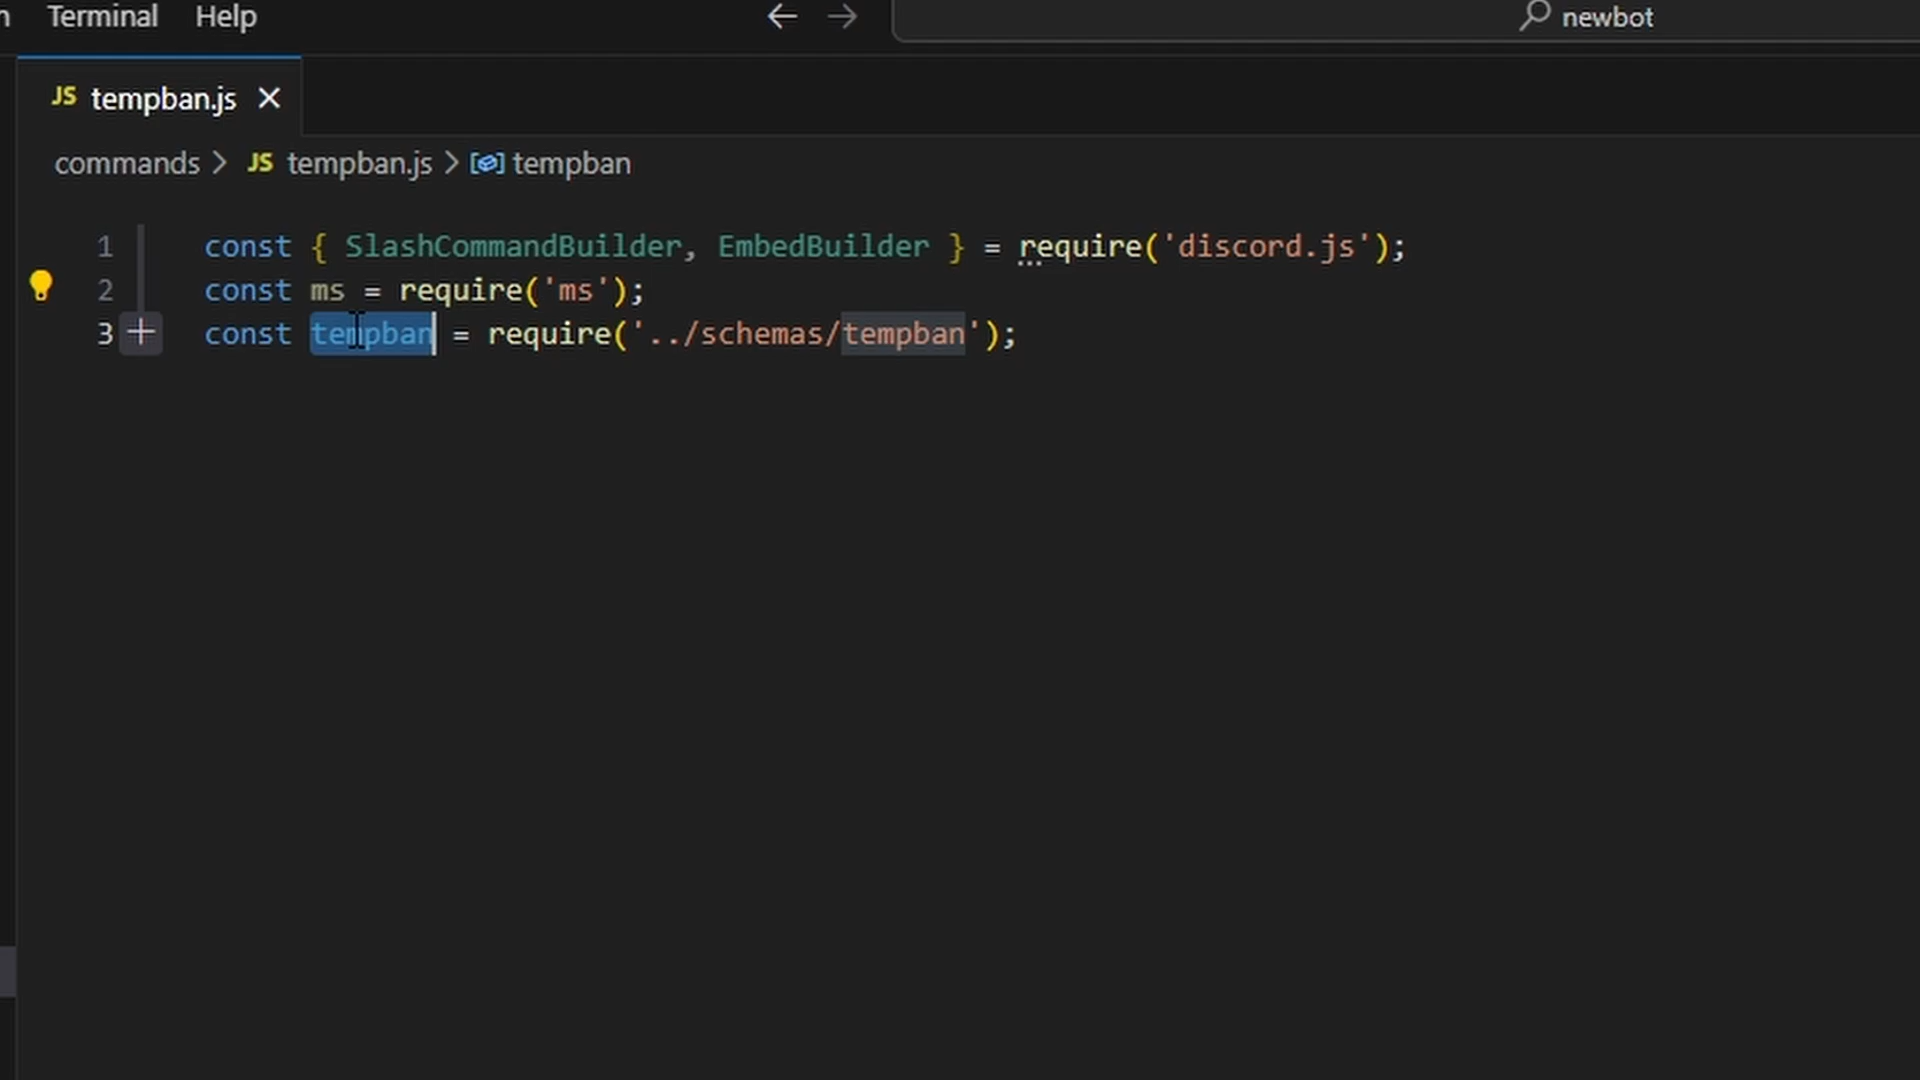 Terminal Help newbot
JS tempban.js
commands > JS tempban.js > tempban
1 const { SlashCommandBuilder, EmbedBuilder } = require('discord.js');
2 const ms = require('ms');
3 const tempban = require('../schemas/tempban');